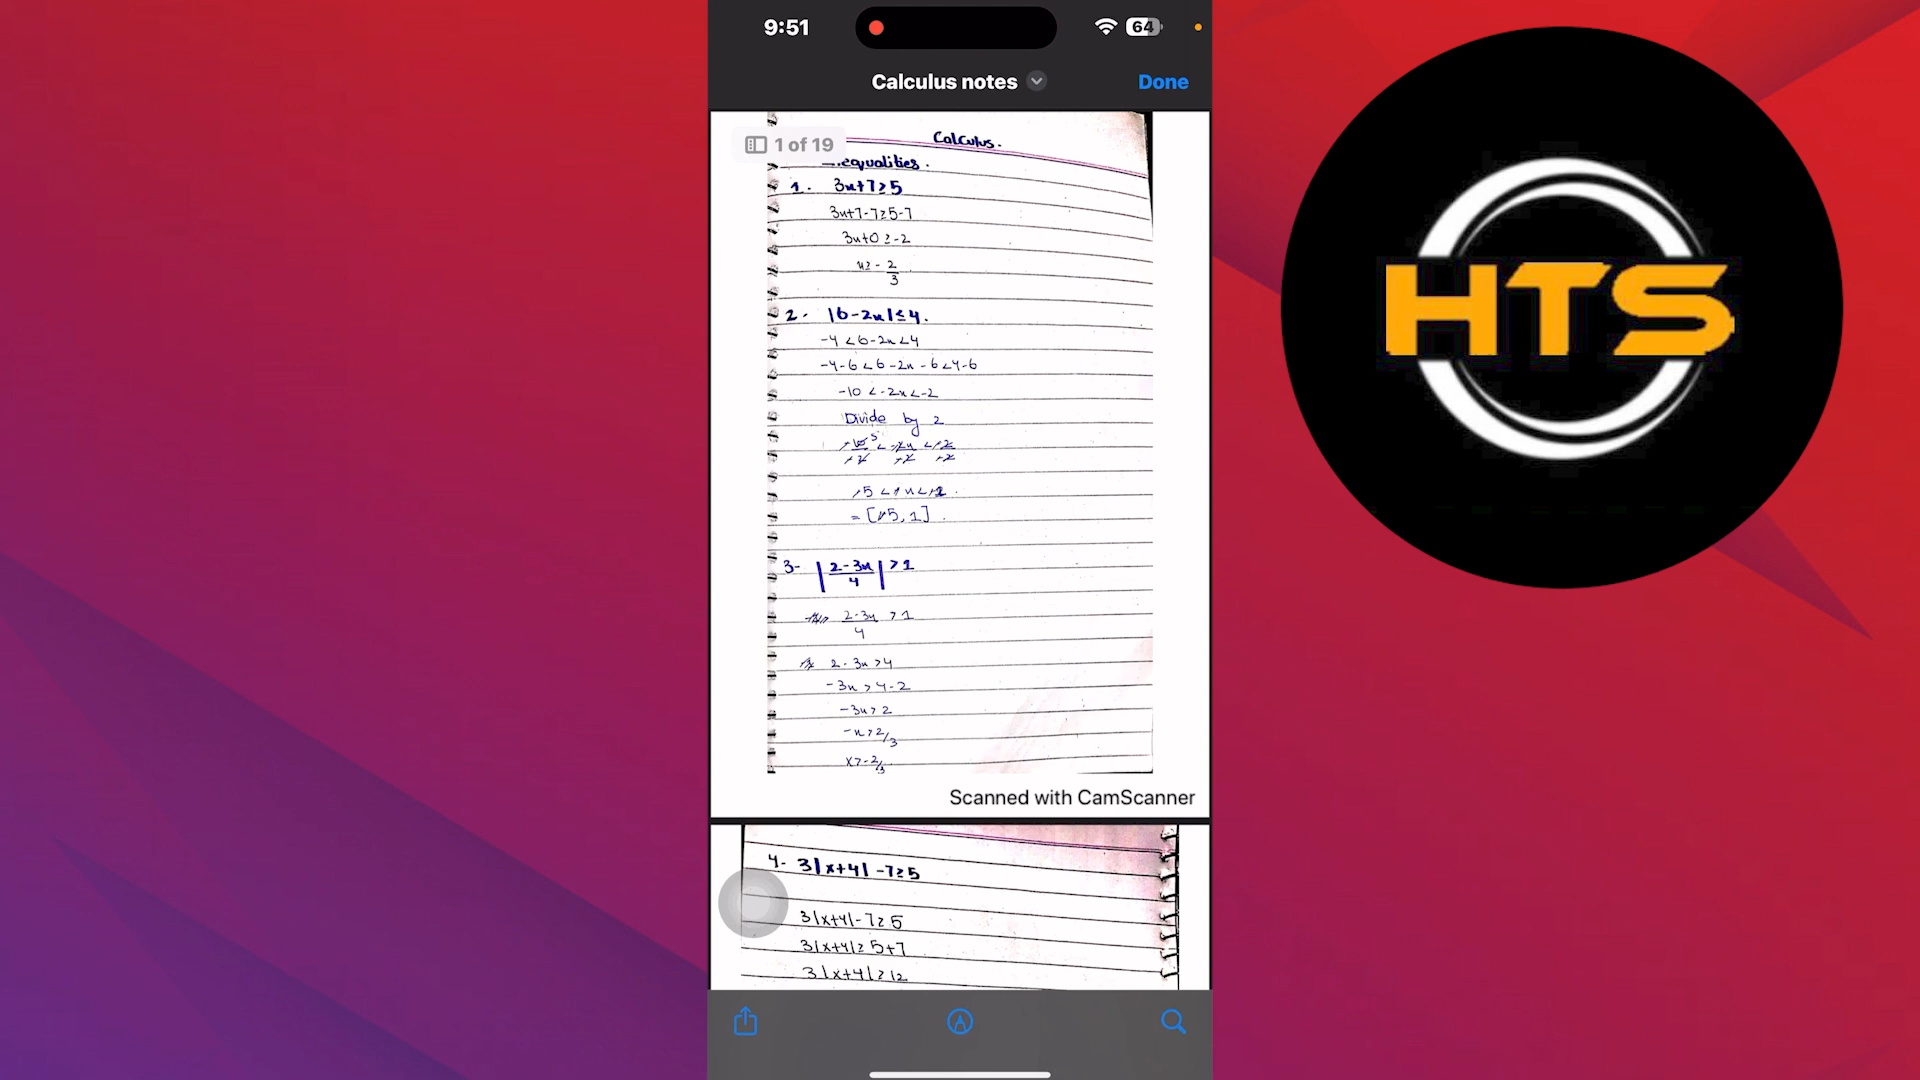 9:51
64
Calculus notes
Done
1 of 19
Calculus.
equalities.
1. 3x+7≥5
3x+7-7≥5-7
3x+0≥-2
x≥-2/3
2. |6-2x|≤4.
-4<6-2x<4
-4-6<6-2x-6<4-6
-10<-2x<-2
Divide by 2
5<x<1.
=[5,1].
3- |2-3x/4|>1
2-3x/4 >1
2-3x>4
-3x>4-2
-3x>2
-x>2/3
x>-2/3
Scanned with CamScanner
4- 3|x+4|-7≥5
3|x+4|-7≥5
3|x+4|≥5+7
3|x+4|≥12
HTS